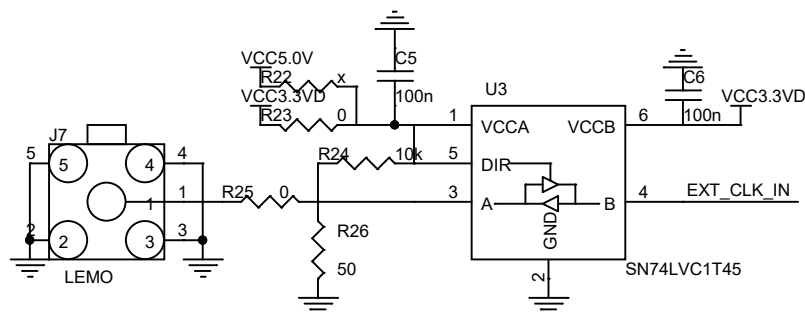 VCC5.0V
R22 x
VCC3.3VD
R23 0
C5
100n
U3
C6
100n
VCC3.3VD
1 VCCA VCCB 6
R24 10k 5 DIR
J7
5 5 4 4
1 1 R25 0 3 A B 4 EXT_CLK_IN
GND
2 2 3 3
R26
50
LEMO
2
SN74LVC1T45